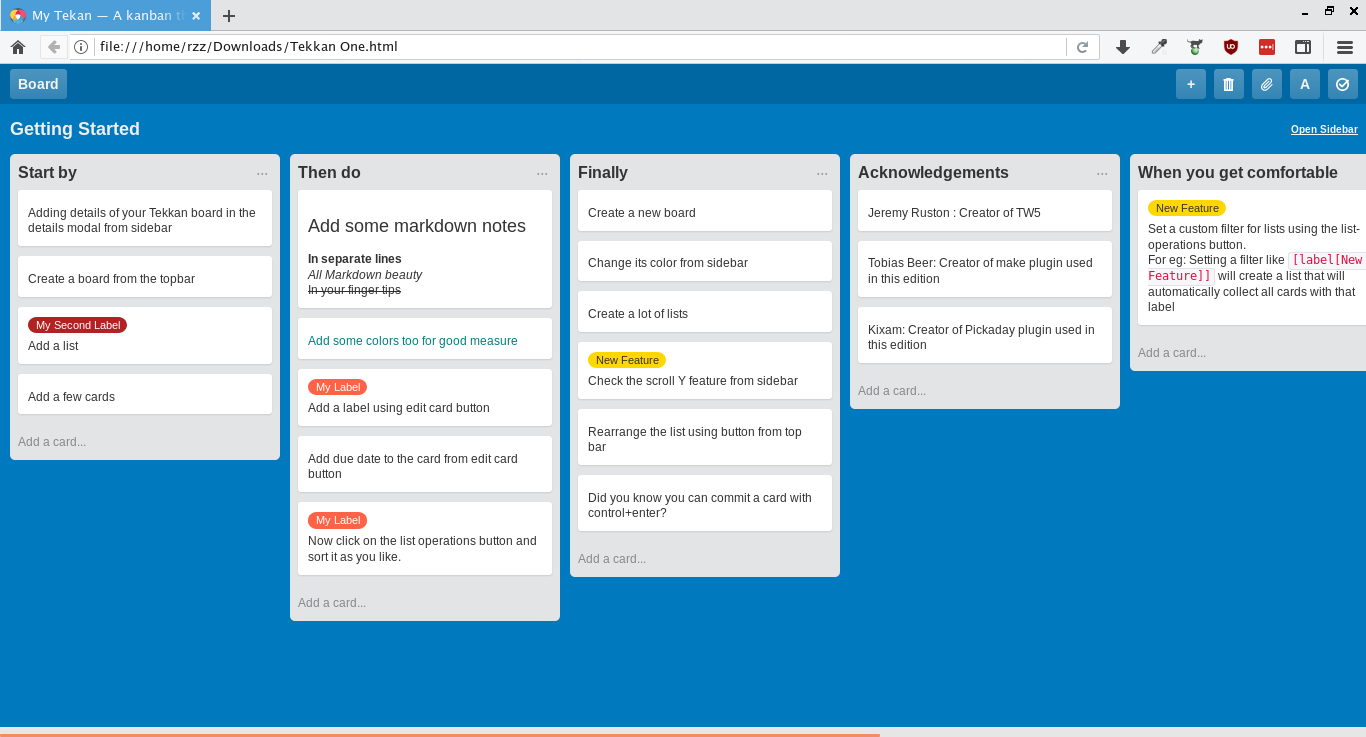 My Tekan — A kanban
file:///home/rzz/Downloads/Tekkan One.html
Board
+
A
Getting Started
Open Sidebar
Start by
...
Adding details of your Tekkan board in the
details modal from sidebar
Create a board from the topbar
My Second Label
Add a list
Add a few cards
Add a card...
Then do
...
Add some markdown notes
In separate lines
All Markdown beauty
In your finger tips
Add some colors too for good measure
My Label
Add a label using edit card button
Add due date to the card from edit card
button
My Label
Now click on the list operations button and
sort it as you like.
Add a card...
Finally
...
Create a new board
Change its color from sidebar
Create a lot of lists
New Feature
Check the scroll Y feature from sidebar
Rearrange the list using button from top
bar
Did you know you can commit a card with
control+enter?
Add a card...
Acknowledgements
...
Jeremy Ruston : Creator of TW5
Tobias Beer: Creator of make plugin used
in this edition
Kixam: Creator of Pickaday plugin used in
this edition
Add a card...
When you get comfortable
New Feature
Set a custom filter for lists using the list-
operations button.
For eg: Setting a filter like [label[New
Feature]] will create a list that will
automatically collect all cards with that
label
Add a card...